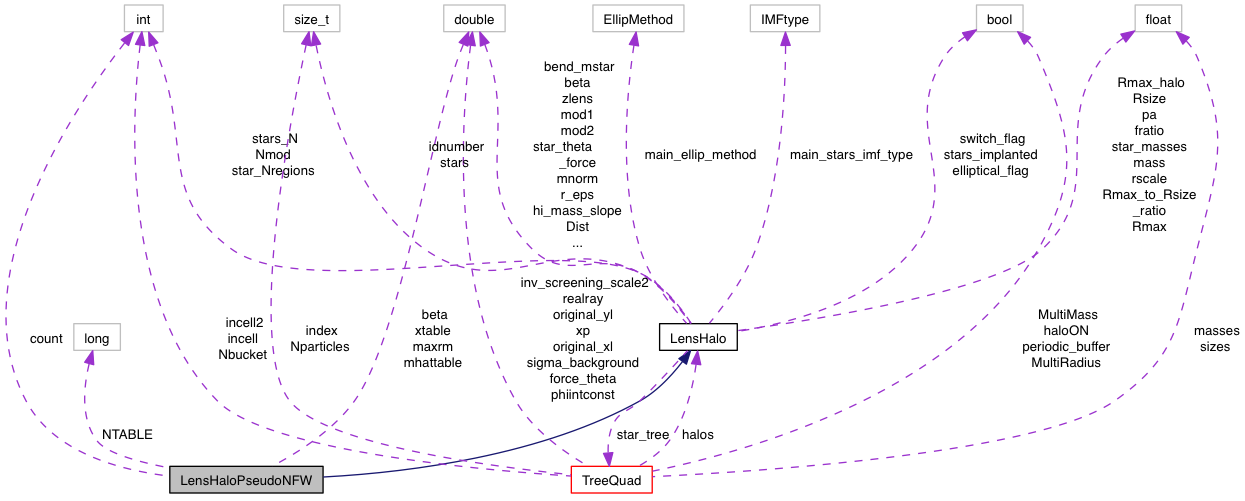 int
size_t
double
EllipMethod
IMFtype
bool
float
bend_mstar
beta
zlens
mod1
mod2
star_theta
_force
mnorm
r_eps
hi_mass_slope
Dist
...
Rmax_halo
Rsize
pa
fratio
star_masses
mass
rscale
Rmax_to_Rsize
_ratio
Rmax
stars_N
Nmod
star_Nregions
idnumber
stars
main_ellip_method
main_stars_imf_type
switch_flag
stars_implanted
elliptical_flag
count
long
incell2
incell
Nbucket
index
Nparticles
beta
xtable
maxrm
mhattable
inv_screening_scale2
realray
original_yl
xp
original_xl
sigma_background
force_theta
phiintconst
LensHalo
MultiMass
haloON
periodic_buffer
MultiRadius
masses
sizes
NTABLE
star_tree
halos
LensHaloPseudoNFW
TreeQuad